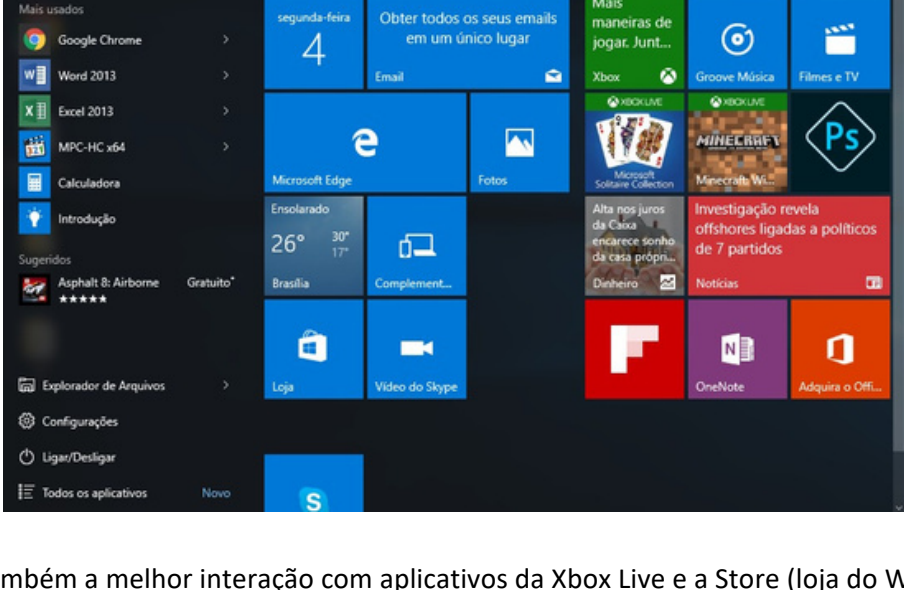 Mais usados
Google Chrome
Word 2013
Excel 2013
MPC-HC x64
Calculadora
Introdução
Sugeridos
Asphalt 8: Airborne Gratuito*
Explorador de Arquivos
Configurações
Ligar/Desligar
Todos os aplicativos Novo
segunda-feira
4
Obter todos os seus emails
em um único lugar
Email
Microsoft Edge
Fotos
Ensolarado
26° 30°
17°
Brasília
Complement...
Loja
Vídeo do Skype
Mais
maneiras de
jogar. Junt...
Xbox
Groove Música
Filmes e TV
XBOX LIVE
Microsoft
Solitaire Collection
XBOX LIVE
MINECRAFT
Minecraft: Wi...
Ps
Alta nos juros
da Caixa
encarece sonho
da casa própri...
Dinheiro
Investigação revela
offshores ligadas a políticos
de 7 partidos
Notícias
OneNote
Adquira o Offi...
mbém a melhor interação com aplicativos da Xbox Live e a Store (loja do W